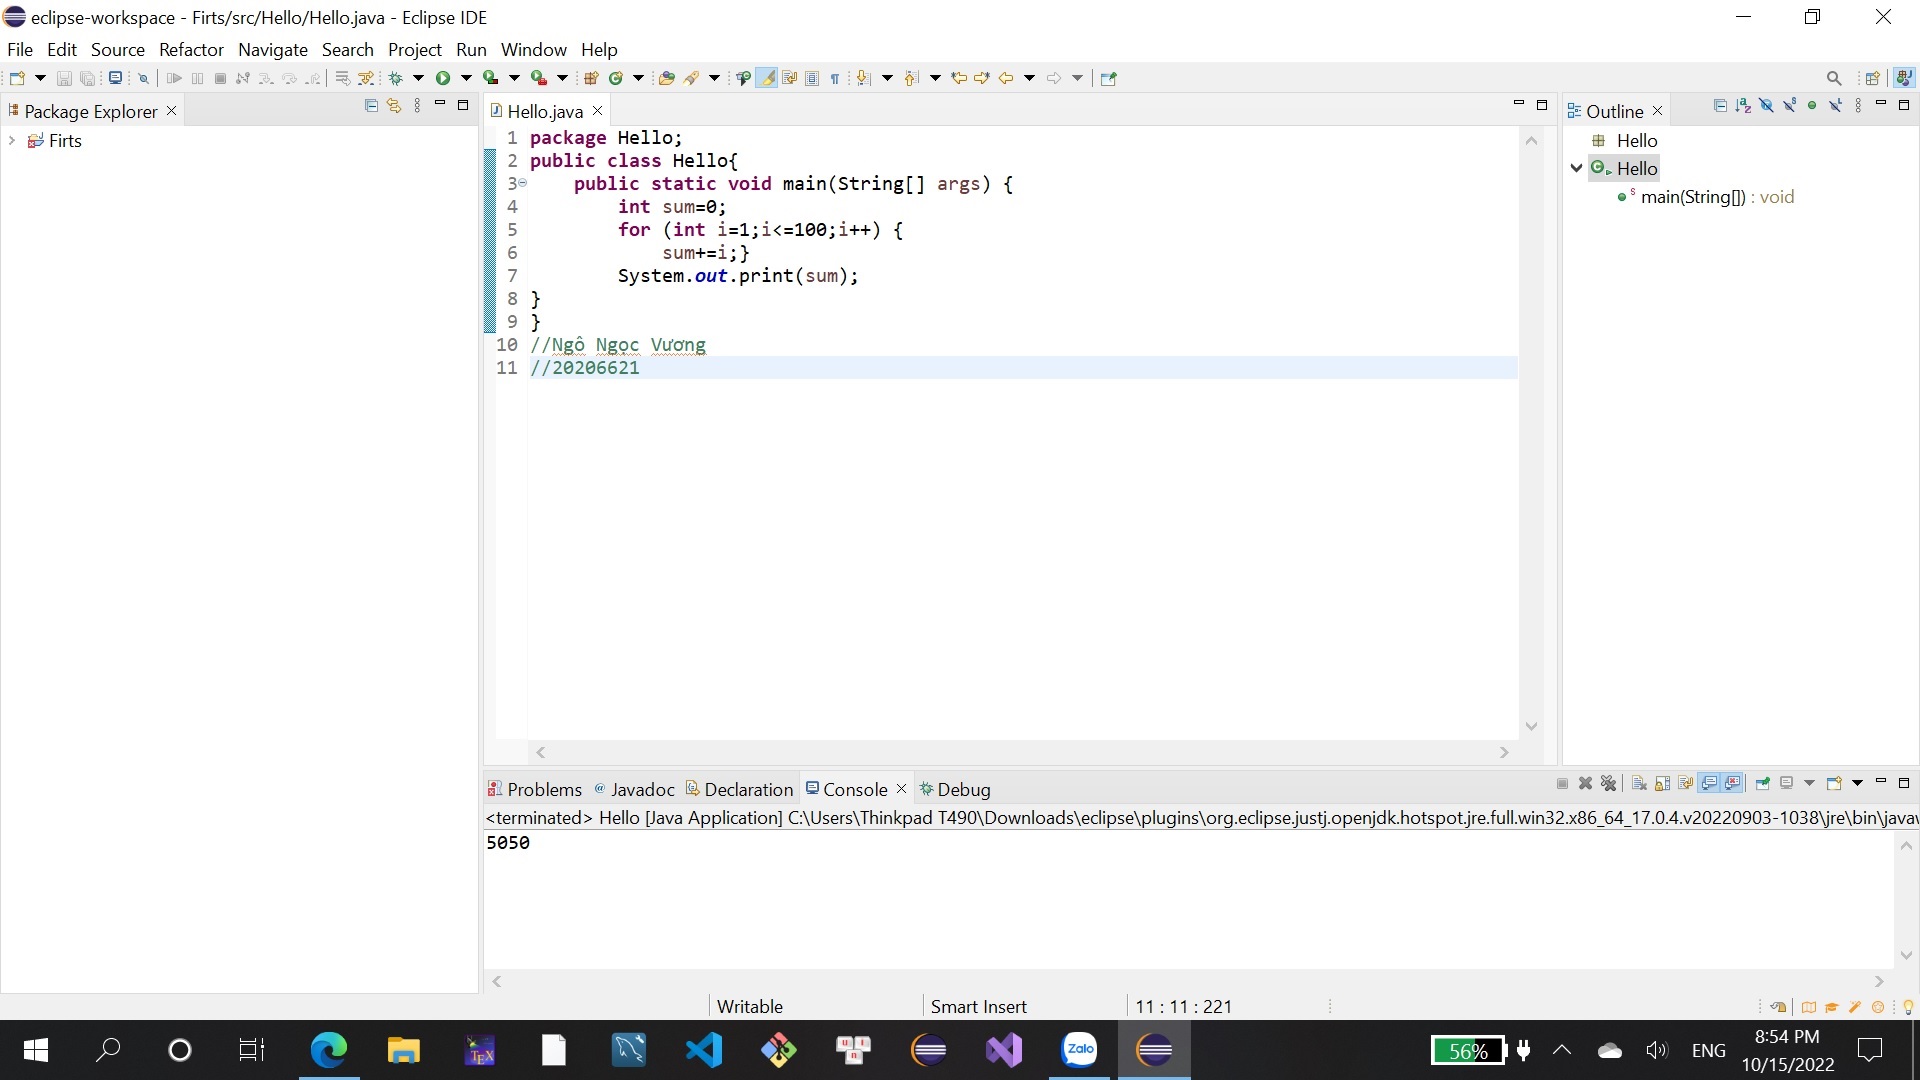 eclipse-workspace - Firts/src/Hello/Hello.java - Eclipse IDE
File Edit Source Refactor Navigate Search Project Run Window Help
Package Explorer
Firts
Hello.java
1 package Hello;
2 public class Hello{
3 public static void main(String[] args) {
4 int sum=0;
5 for (int i=1;i<=100;i++) {
6 sum+=i;}
7 System.out.print(sum);
8 }
9 }
10 //Ngô Ngọc Vương
11 //20206621
Outline
Hello
Hello
main(String[]) : void
Problems @ Javadoc Declaration Console Debug
<terminated> Hello [Java Application] C:\Users\Thinkpad T490\Downloads\eclipse\plugins\org.eclipse.justj.openjdk.hotspot.jre.full.win32.x86_64_17.0.4.v20220903-1038\jre\bin\java
5050
Writable Smart Insert 11 : 11 : 221
TEX
u i n
Zalo
56%
ENG
8:54 PM
10/15/2022